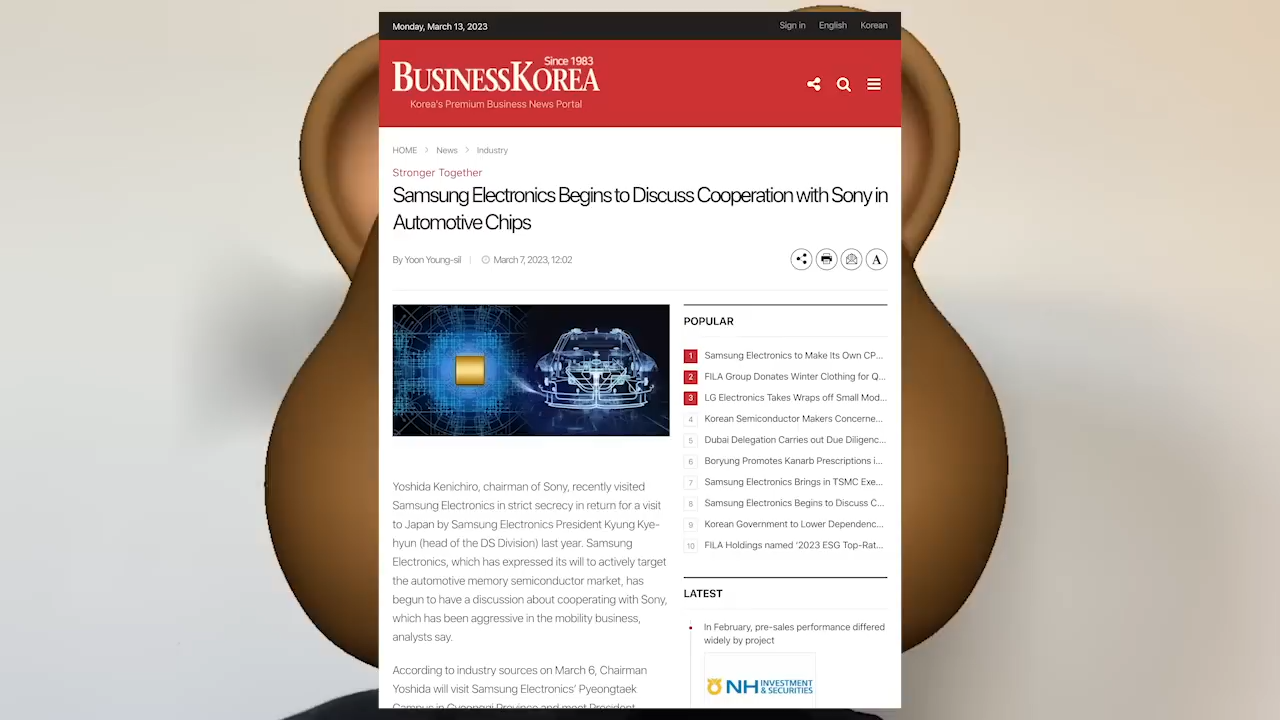 Monday, March 13, 2023
Sign in English Korean
Since 1983
BUSINESSKOREA
Korea's Premium Business News Portal
HOME > News > Industry
Stronger Together
Samsung Electronics Begins to Discuss Cooperation with Sony in
Automotive Chips
By Yoon Young-sil | March 7, 2023, 12:02
A
Yoshida Kenichiro, chairman of Sony, recently visited
Samsung Electronics in strict secrecy in return for a visit
to Japan by Samsung Electronics President Kyung Kye-
hyun (head of the DS Division) last year. Samsung
Electronics, which has expressed its will to actively target
the automotive memory semiconductor market, has
begun to have a discussion about cooperating with Sony,
which has been aggressive in the mobility business,
analysts say.
According to industry sources on March 6, Chairman
Yoshida will visit Samsung Electronics' Pyeongtaek
Campus in Gyeonggi Province and meet President
POPULAR
1 Samsung Electronics to Make Its Own CP...
2 FILA Group Donates Winter Clothing for Q...
3 LG Electronics Takes Wraps off Small Mod...
4 Korean Semiconductor Makers Concerne...
5 Dubai Delegation Carries out Due Diligenc...
6 Boryung Promotes Kanarb Prescriptions i...
7 Samsung Electronics Brings in TSMC Exe...
8 Samsung Electronics Begins to Discuss C...
9 Korean Government to Lower Dependenc...
10 FILA Holdings named '2023 ESG Top-Rat...
LATEST
In February, pre-sales performance differed
widely by project
NH INVESTMENT
& SECURITIES